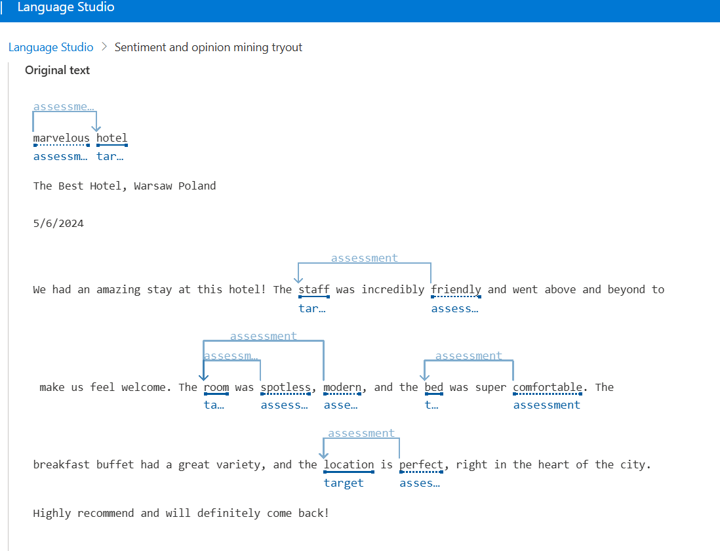 Language Studio
Language Studio > Sentiment and opinion mining tryout
Original text
assessme…
marvelous hotel
assessm… tar…
The Best Hotel, Warsaw Poland
5/6/2024
assessment
We had an amazing stay at this hotel! The staff was incredibly friendly and went above and beyond to
tar… assess…
assessment
assessm… assessment
make us feel welcome. The room was spotless, modern, and the bed was super comfortable. The
ta… assess… asse… t… assessment
assessment
breakfast buffet had a great variety, and the location is perfect, right in the heart of the city.
target asses…
Highly recommend and will definitely come back!